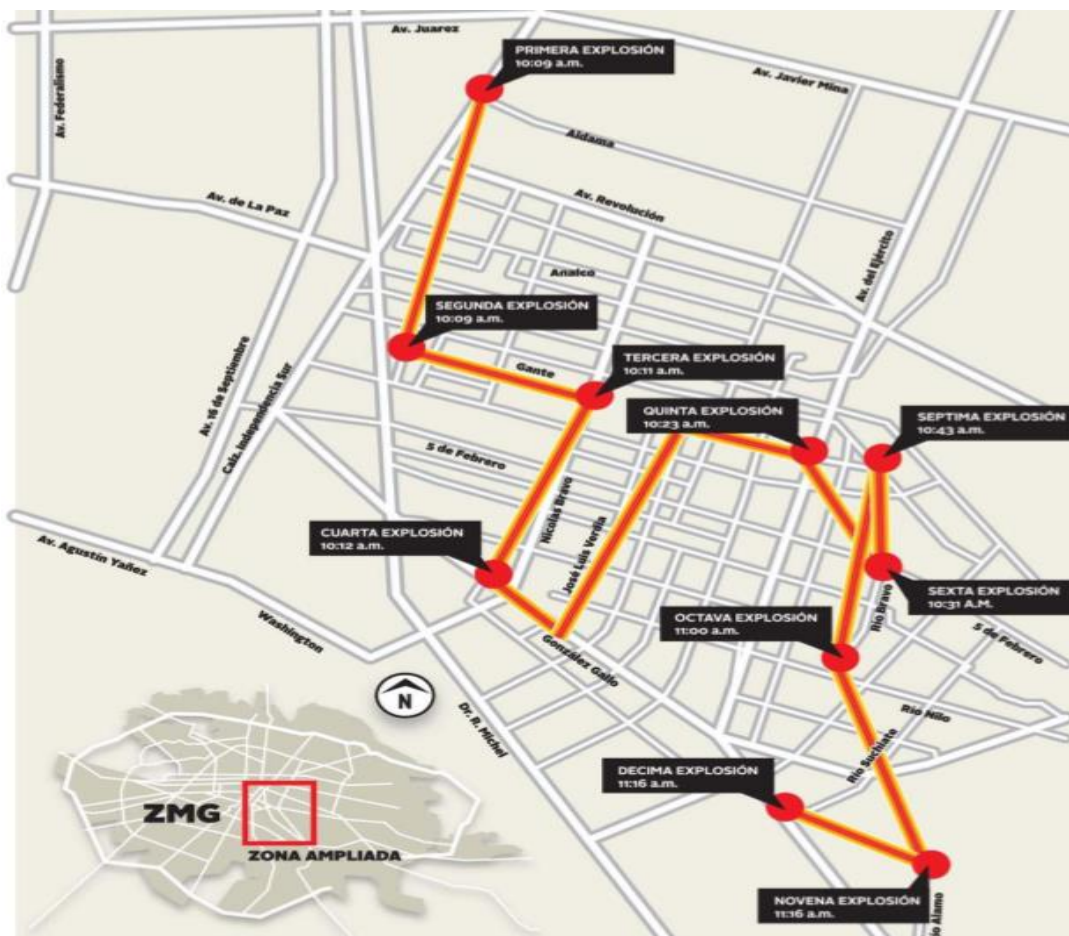 Av. Juarez
PRIMERA EXPLOSIÓN
10:09 a.m.
Av. Javier Mina
Av. Federalismo
Aldama
Av. de La Paz
Av. Revolución
Av. del Ejército
Analco
SEGUNDA EXPLOSIÓN
10:09 a.m.
TERCERA EXPLOSIÓN
10:11 a.m.
Gante
Av. 16 de Septiembre
Calz. Independencia Sur
QUINTA EXPLOSIÓN
10:23 a.m.
SEPTIMA EXPLOSIÓN
10:43 a.m.
5 de Febrero
Nicolas Bravo
José Luis Verdia
CUARTA EXPLOSIÓN
10:12 a.m.
Av. Agustín Yañez
SEXTA EXPLOSIÓN
10:31 A.M.
Río Bravo
OCTAVA EXPLOSIÓN
11:00 a.m.
5 de Febrero
Washington
González Gallo
N
Dr. R. Michel
Río Nilo
Río Suchiate
DECIMA EXPLOSIÓN
11:16 a.m.
ZMG
ZONA AMPLIADA
NOVENA EXPLOSIÓN
11:16 a.m.
Alamo